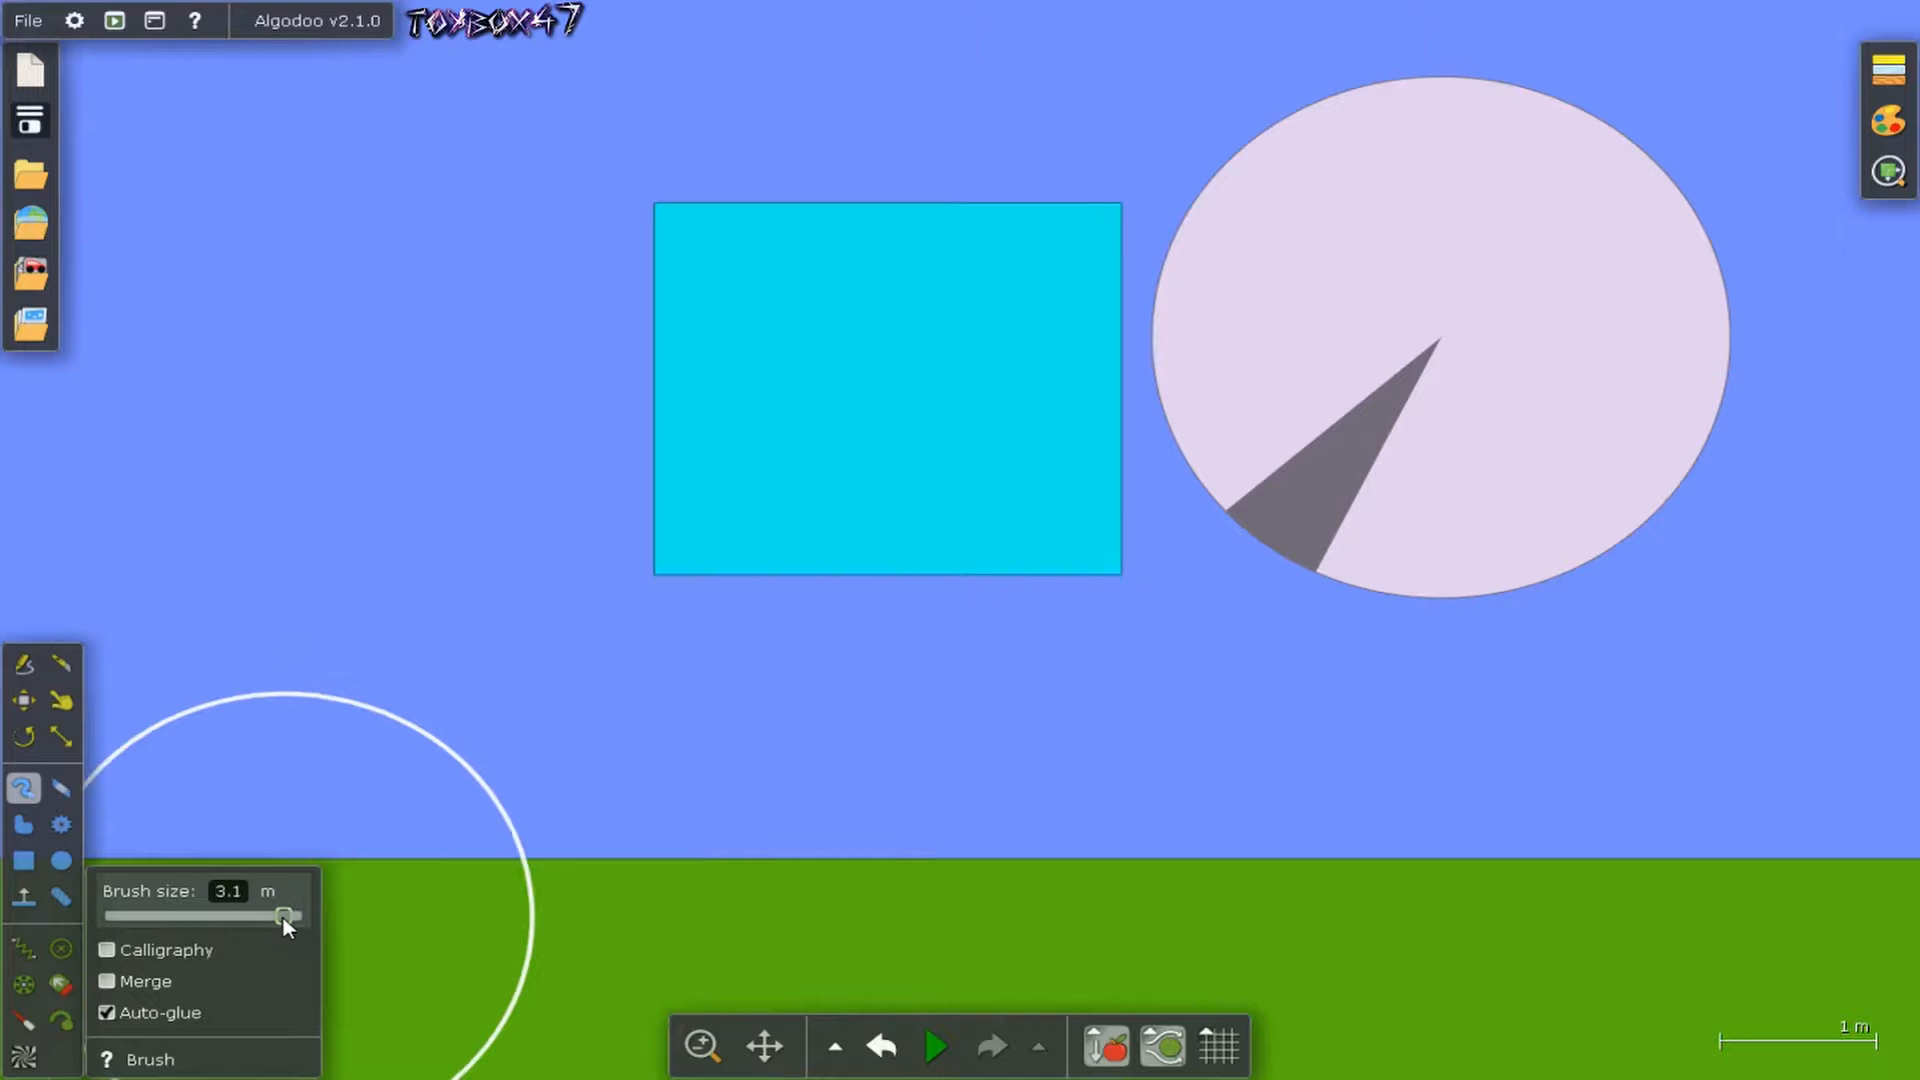 File
?
Algodoo v2.1.0
TOYBOX47
Brush size: 3.1 m
Calligraphy
Merge
Auto-glue
? Brush
1 m